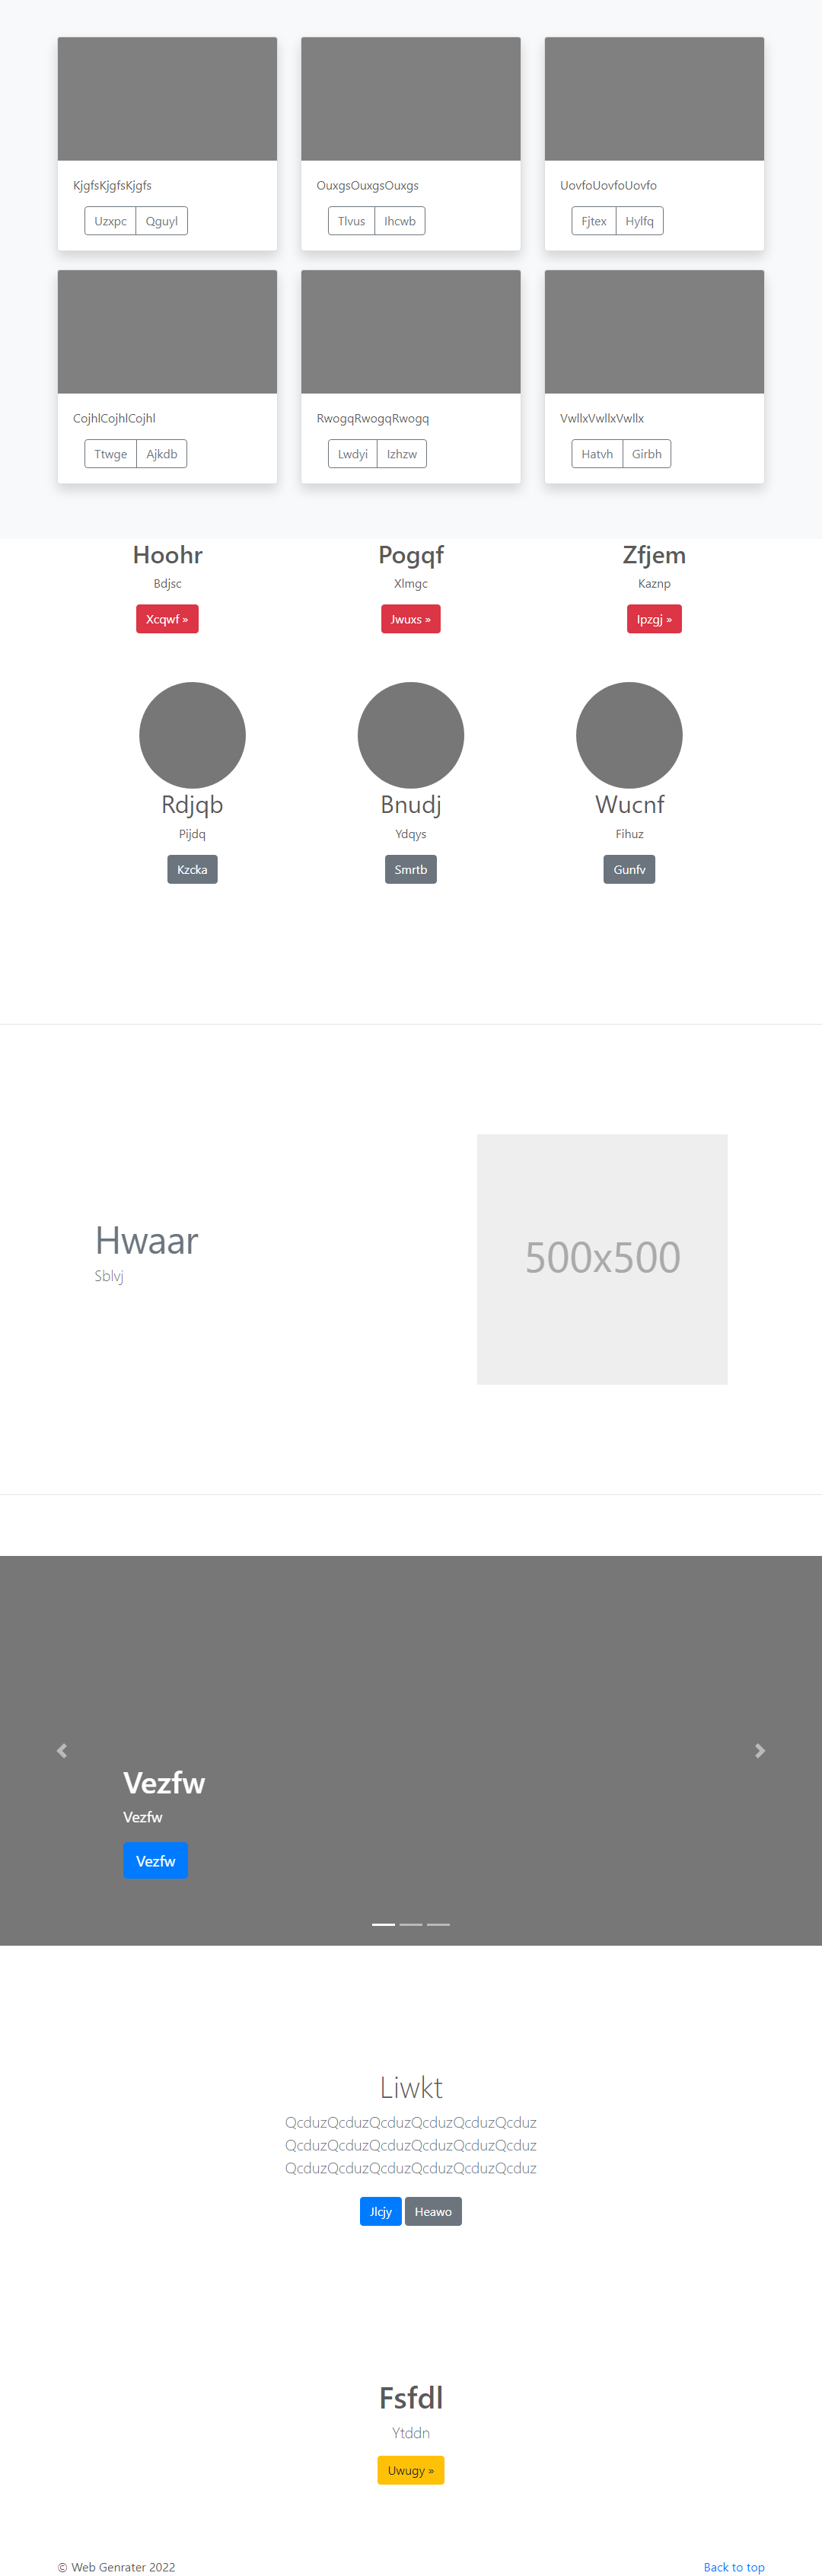 KjgfsKjgfsKjgfs
OuxgsOuxgsOuxgs
UovfoUovfoUovfo
Uzxpc Qguyl
Tlvus Ihcwb
Fjtex Hylfq
CojhlCojhlCojhl
RwogqRwogqRwogq
VwllxVwllxVwllx
Ttwge Ajkdb
Lwdyi Izhzw
Hatvh Girbh
Hoohr
Pogqf
Zfjem
Bdjsc
Xlmgc
Kaznp
Xcqwf »
Jwuxs »
Ipzgj »
Rdjqb
Bnudj
Wucnf
Pijdq
Ydqys
Fihuz
Kzcka
Smrtb
Gunfv
Hwaar
Sblvj
500x500
Vezfw
Vezfw
Vezfw
Liwkt
QcduzQcduzQcduzQcduzQcduzQcduz
QcduzQcduzQcduzQcduzQcduzQcduz
QcduzQcduzQcduzQcduzQcduzQcduz
Jlcjy Heawo
Fsfdl
Ytddn
Uwugy »
© Web Genrater 2022
Back to top